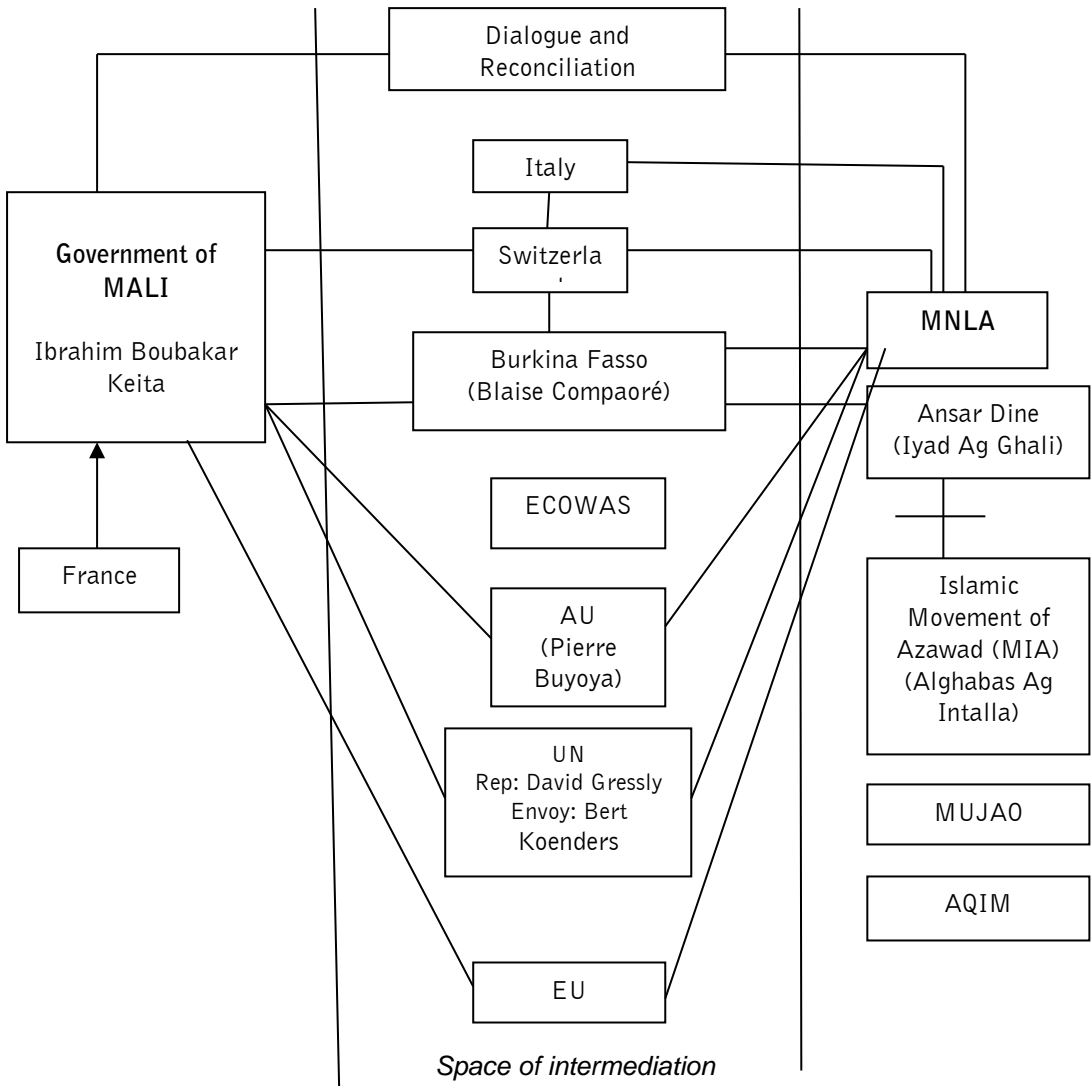 Dialogue and
Reconciliation
Italy
Government of
MALI
Ibrahim Boubakar
Keita
Switzerla
MNLA
Burkina Fasso
(Blaise Compaoré)
Ansar Dine
(Iyad Ag Ghali)
ECOWAS
France
AU
(Pierre
Buyoya)
Islamic
Movement of
Azawad (MIA)
(Alghabas Ag
Intalla)
UN
Rep: David Gressly
Envoy: Bert
Koenders
MUJAO
AQIM
EU
Space of intermediation